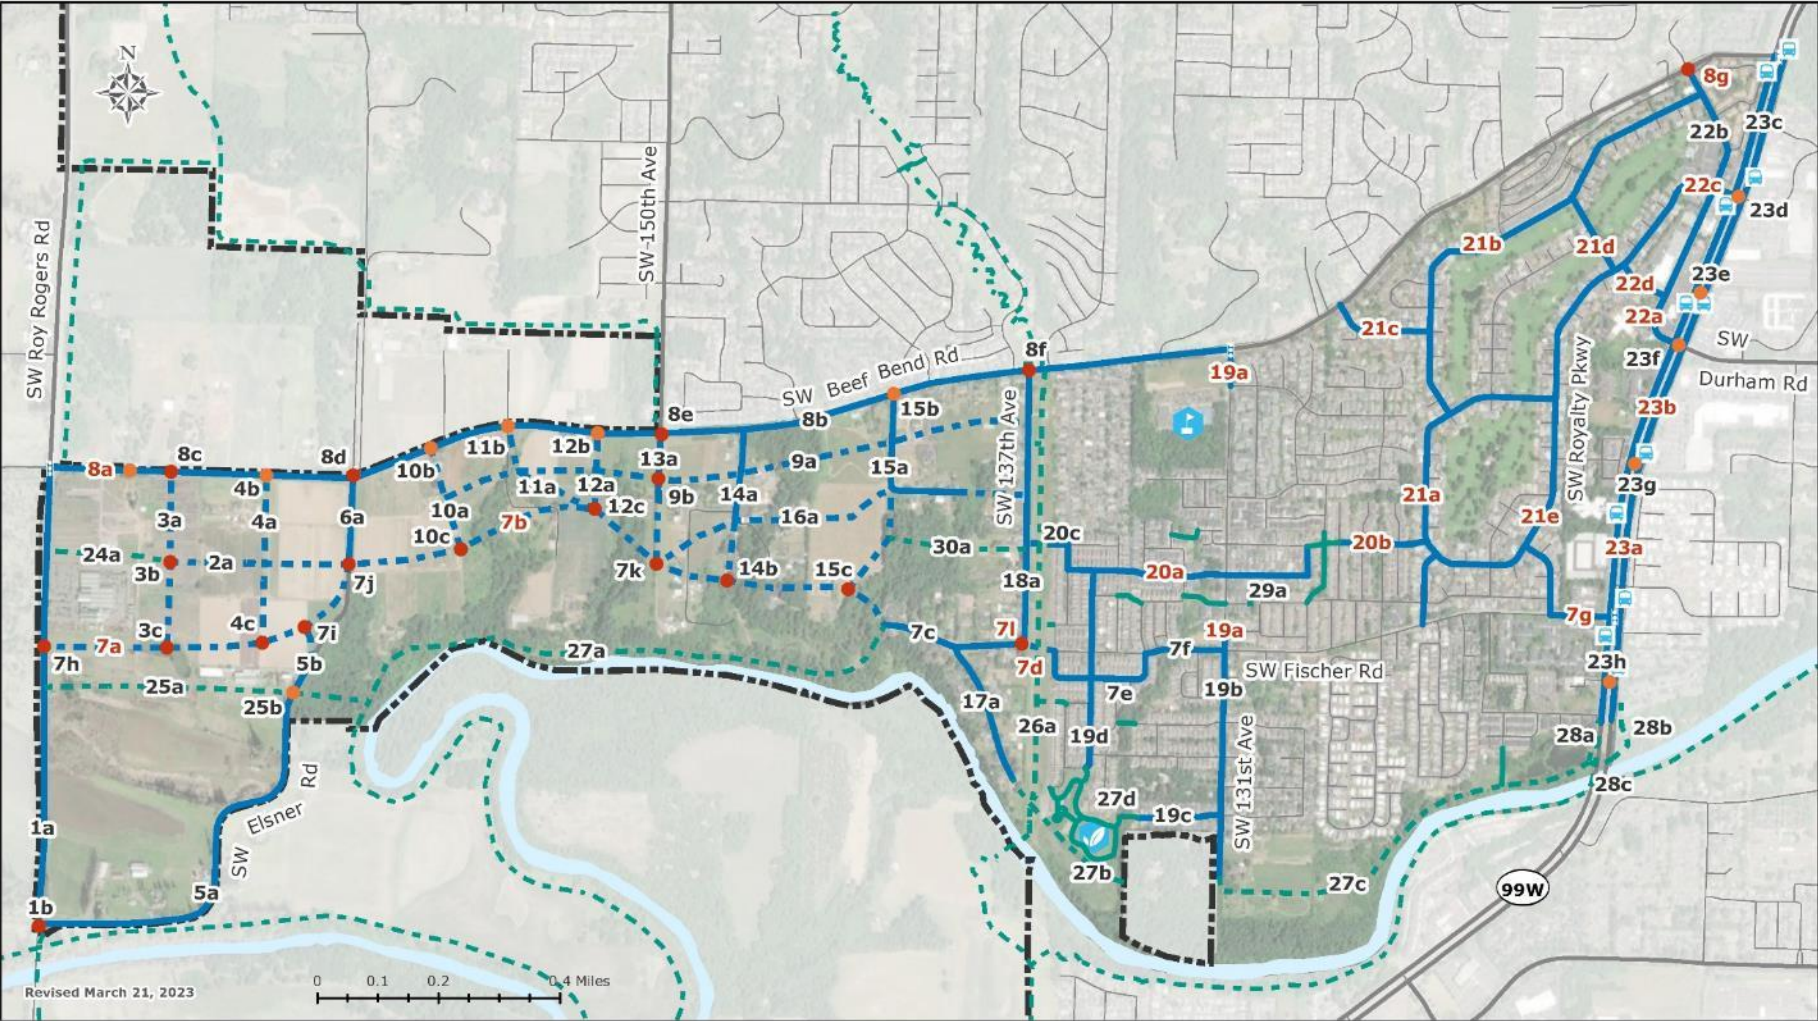 N
8g
22b
23c
SW 150th Ave
22c
23d
SW Roy Rogers Rd
21b
21d
23e
22d
22a
21c
SW
8f
SW Beef Bend Rd
19a
SW Royalty Pkwy
23f
Durham Rd
8e
8b
15b
SW 137th Ave
23b
8a
8c
8d
10b
11b
12b
13a
9a
15a
4b
11a
12a
9b
14a
23g
3a
4a
6a
10a
7b
12c
16a
21a
21e
10c
20c
20b
23a
24a
3b
2a
7j
7k
14b
15c
30a
18a
20a
29a
7g
3c
4c
7i
7c
7l
19a
7h
7a
5b
27a
7d
7f
SW Fischer Rd
23h
25a
25b
17a
7e
19b
26a
19d
28a
28b
SW 131st Ave
28c
SW Elsner Rd
27d
19c
1a
27b
27c
5a
99W
1b
0 0.1 0.2 0.4 Miles
Revised March 21, 2023